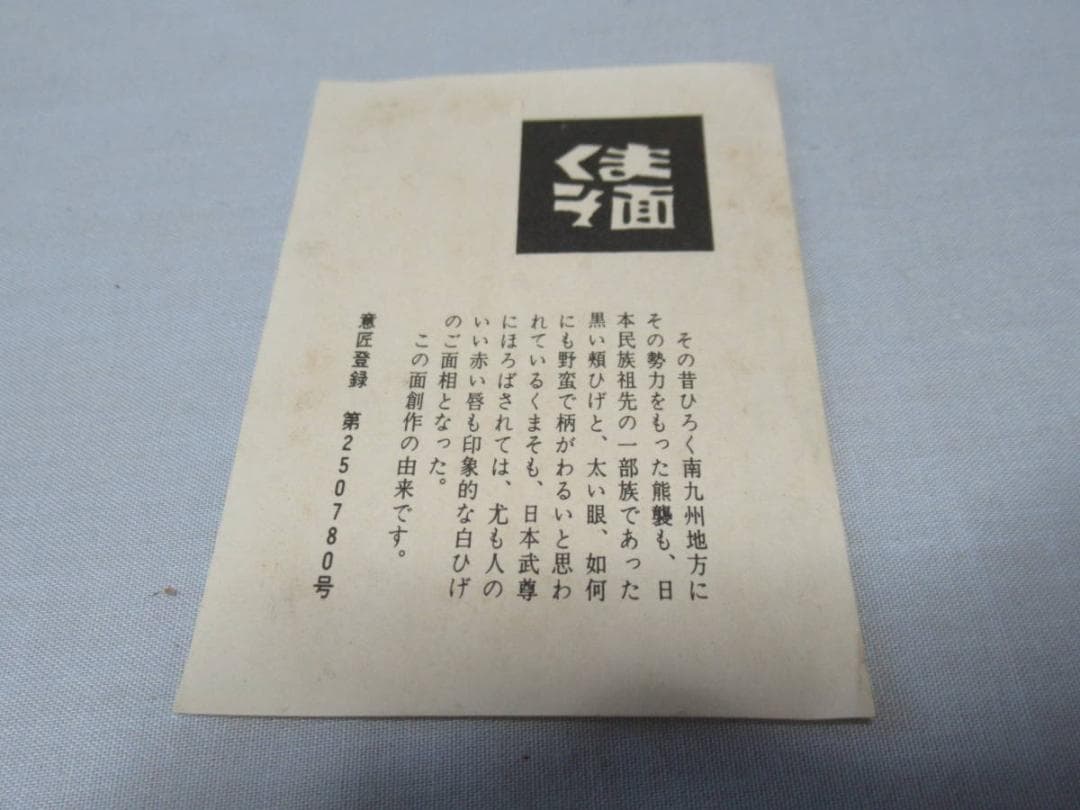 くま
そ面
その昔ひろく南九州地方に
その勢力をもった熊襲も、日
本民族祖先の一部族であった
黒い頬ひげと、太い眼、如何
にも野蛮で柄がわるいと思わ
れているくまそも、日本武尊
にほろばされては、尤も人の
いい赤い唇も印象的な白ひげ
のご面相となった。
この面創作の由来です。
意匠登録 第250780号